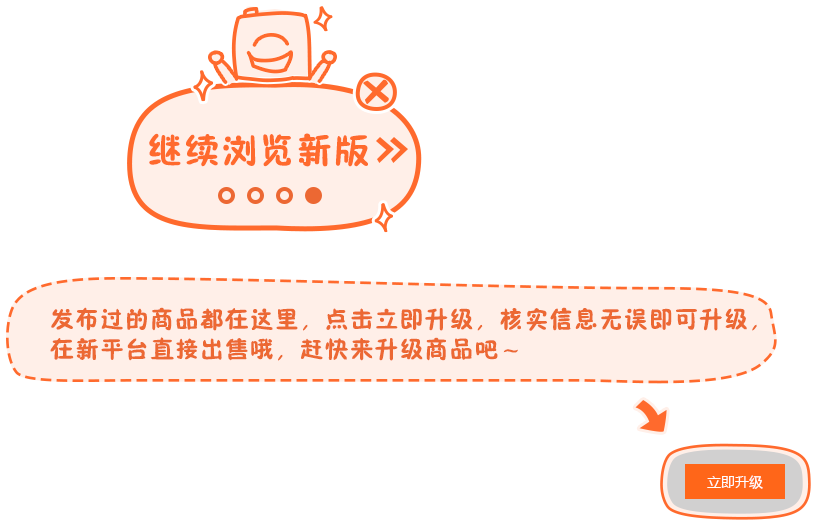 继续浏览新版
发布过的商品都在这里，点击立即升级，核实信息无误即可升级，
在新平台直接出售哦，赶快来升级商品吧~
立即升级